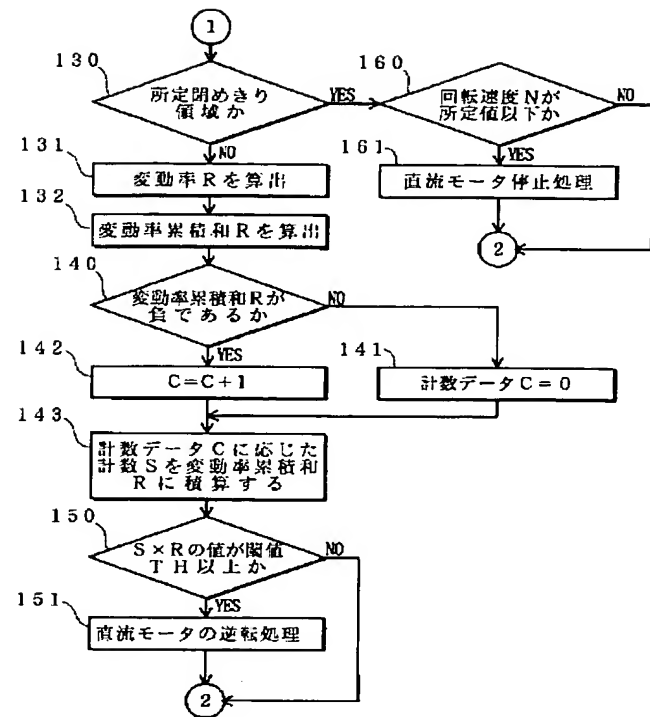 1
130
所定閉めきり
領域か
YES
NO
160
回転速度Nが
所定値以下か
NO
YES
131
変動率Rを算出
132
変動率累積和Rを算出
161
直流モータ停止処理
2
140
変動率累積和Rが
負であるか
NO
YES
142
C=C+1
141
計数データC=0
143
計数データCに応じた
計数Sを変動率累積和
Rに積算する
150
S×Rの値が閾値
TH以上か
NO
YES
151
直流モータの逆転処理
2